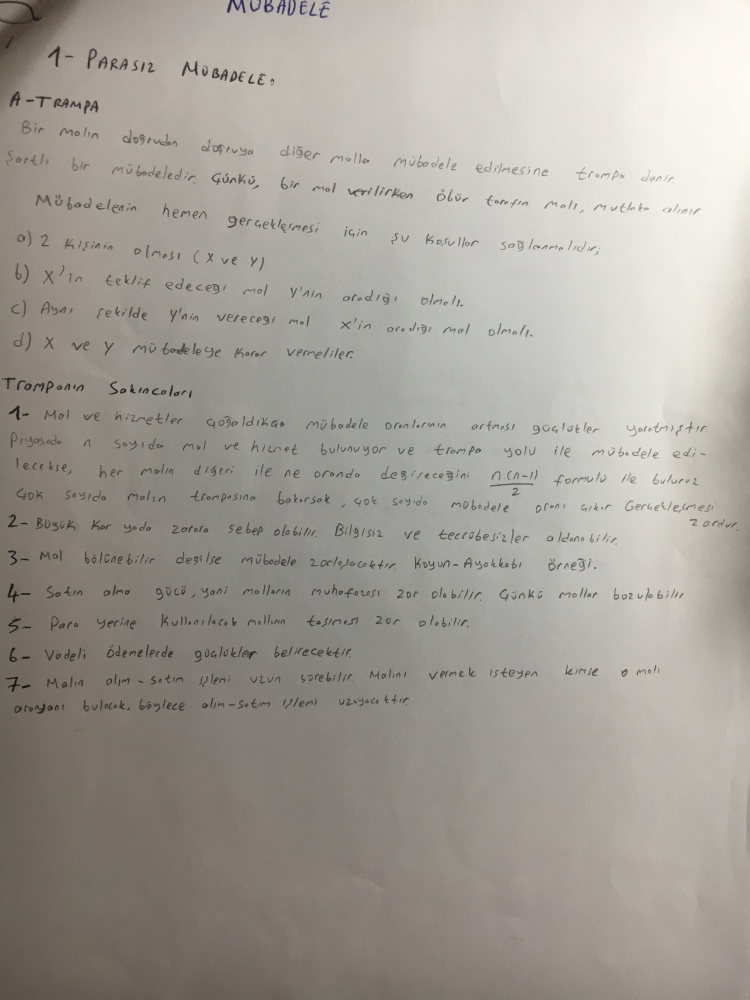 MÜBADELE
1- PARASIZ MÜBADELE.
A-TRAMPA
Bir malın doğrudan doğruya diğer malla mübadele edilmesine trampa denir.
Şartlı bir mübadeledir. Çünkü, bir mal verilirken öbür tarafın malı, mutlaka alınır
Mübadelenin hemen gerçekleşmesi için şu koşullar sağlanmalıdır;
a) 2 kişinin olması (X ve Y)
b) X'in teklif edeceği mal Y'nin aradığı olmalı.
c) Aynı şekilde Y'nin vereceği mal X'in aradığı mal olmalı.
d) X ve Y mübadeleye karar vermeliler.
Trampanın Sakıncaları
1- Mal ve hizmetler çoğaldıkça mübadele oranlarının artması güçlükler yaratmıştır
Piyasada n sayıda mal ve hizmet bulunuyor ve trampa yolu ile mübadele edi-
lecekse, her malın diğeri ile ne oranda değişeceğini n(n-1)/2 formülü ile buluruz
Çok sayıda malın trampasına bakarsak, çok sayıda mübadele oranı çıkar Gerçekleşmesi
zordur.
2- Büyük kar yada zarara sebep olabilir. Bilgisiz ve tecrübesizler aldanabilir.
3- Mal bölünebilir değilse mübadele zorlaşacaktır. Koyun-Ayakkabı örneği.
4- Satın alma gücü, yani malların muhafazası zor olabilir. Çünkü mallar bozulabilir
5- Para yerine kullanılacak mallın taşıması zor olabilir.
6- Vadeli ödemelerde güçlükler belirecektir.
7- Malın alım-satım işlemi uzun sürebilir. Malını vermek isteyen kimse o malı
arayanı bulacak, böylece alım-satım işlemi uzayacaktır.